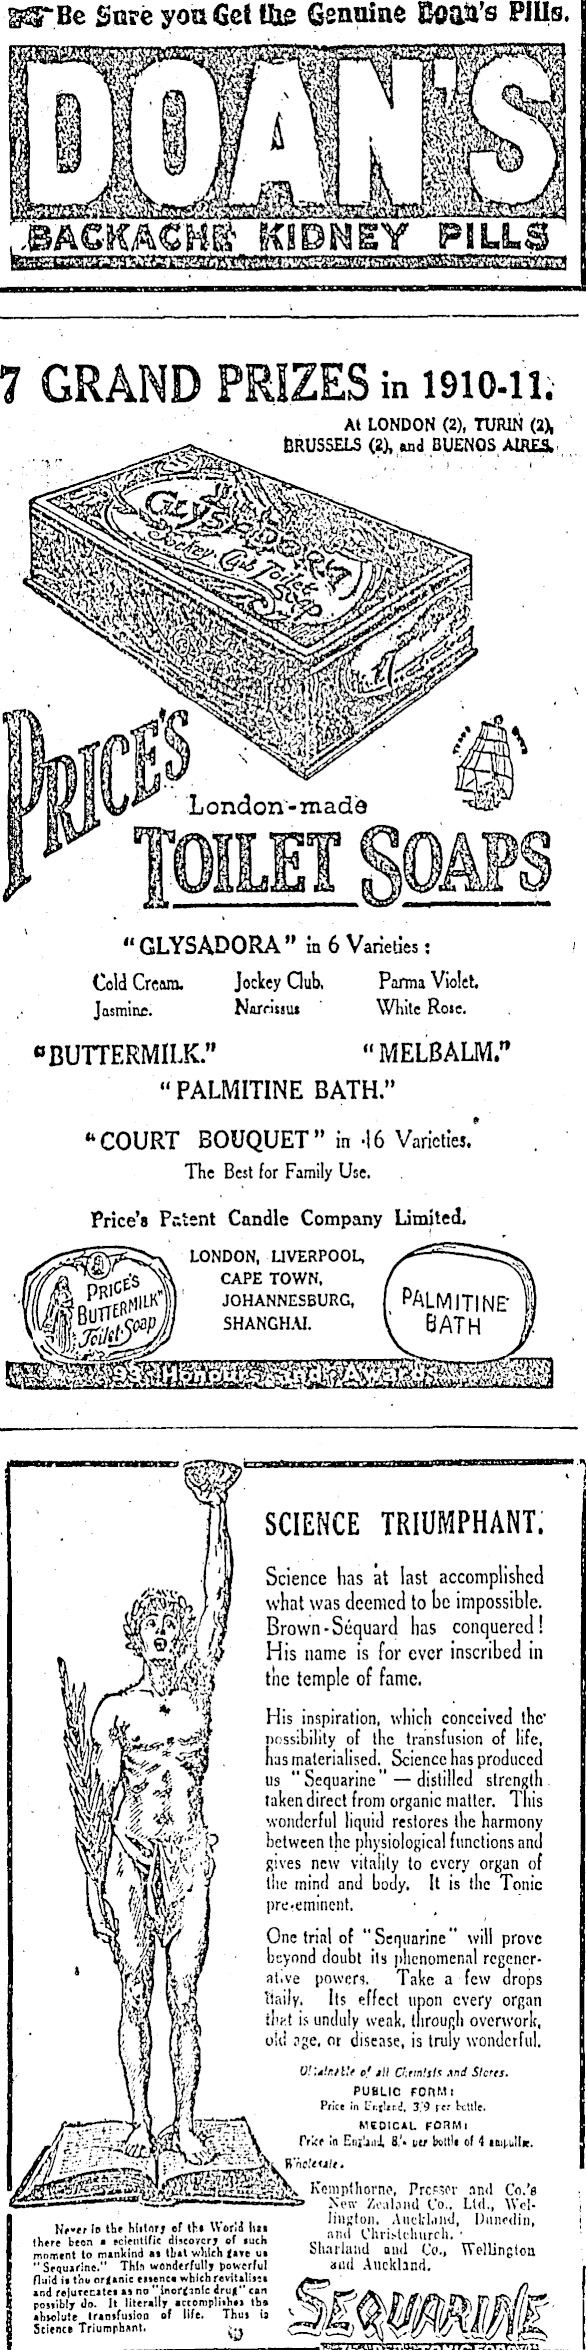 Be Sure you Get the Genuine Doan's Pills.
DOAN'S
BACKACHE KIDNEY PILLS
7 GRAND PRIZES in 1910-11.
At LONDON (2), TURIN (2),
BRUSSELS (2), and BUENOS AIRES.
Glysadora
Jockey Club Toilet
Soap
PRICE'S
TRADE MARK
London-made
TOILET SOAPS
"GLYSADORA" in 6 Varieties:
Cold Cream. Jockey Club. Parma Violet.
Jasmine. Narcissus White Rose.
"BUTTERMILK." "MELBALM."
"PALMITINE BATH."
"COURT BOUQUET" in 16 Varieties.
The Best for Family Use.
Price's Patent Candle Company Limited.
LONDON, LIVERPOOL,
CAPE TOWN,
JOHANNESBURG,
SHANGHAI.
PRICE'S
"BUTTERMILK"
Toilet Soap
PALMITINE
BATH
93 Honours and Awards
SCIENCE TRIUMPHANT.
Science has at last accomplished
what was deemed to be impossible.
Brown-Séquard has conquered!
His name is for ever inscribed in
the temple of fame.
His inspiration, which conceived the
possibility of the transfusion of life,
has materialised. Science has produced
us "Sequarine" — distilled strength
taken direct from organic matter. This
wonderful liquid restores the harmony
between the physiological functions and
gives new vitality to every organ of
the mind and body. It is the Tonic
pre-eminent.
One trial of "Sequarine" will prove
beyond doubt its phenomenal regener-
ative powers. Take a few drops
daily. Its effect upon every organ
that is unduly weak, through overwork,
old age, or disease, is truly wonderful.
Obtainable of all Chemists and Stores.
PUBLIC FORM:
Price in England, 3/9 per bottle.
MEDICAL FORM:
Price in England, 8/- per bottle of 4 ampullæ.
Wholesale.
Kempthorne, Prosser and Co.'s
New Zealand Co., Ltd., Wel-
lington, Auckland, Dunedin,
and Christchurch.
Sharland and Co., Wellington
and Auckland.
Never in the history of the World has
there been a scientific discovery of such
moment to mankind as that which gave us
"Sequarine." This wonderfully powerful
fluid is the organic essence which revitalises
and rejuvenates as no "inorganic drug" can
possibly do. It literally accomplishes the
absolute transfusion of life. Thus is
Science Triumphant.
SEQUARINE